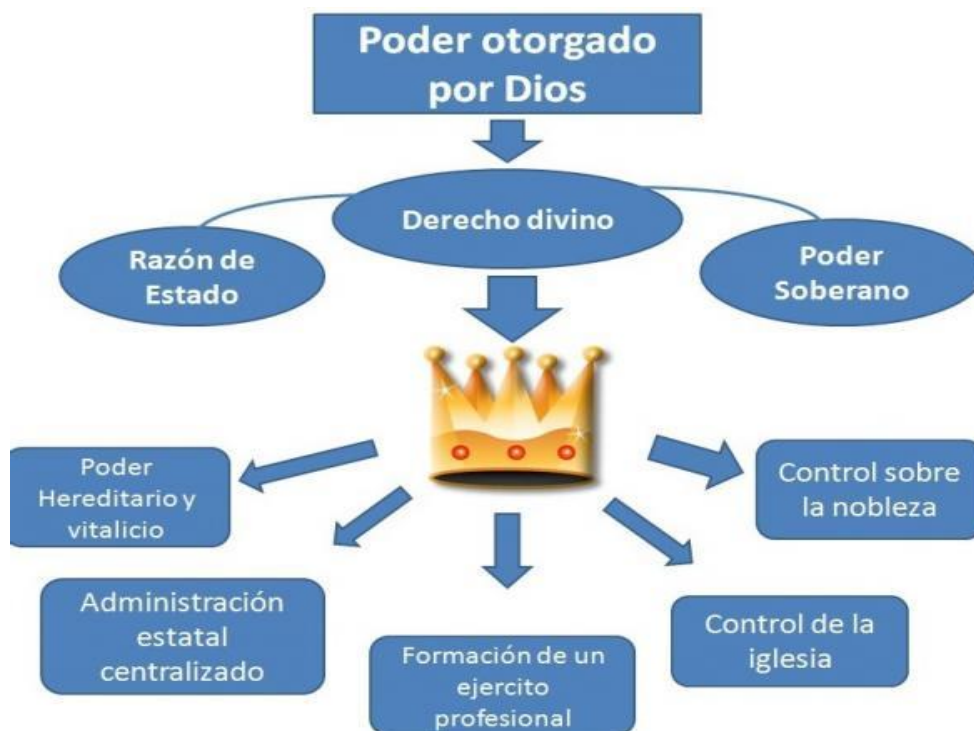 Poder otorgado
por Dios
Derecho divino
Razón de
Estado
Poder
Soberano
Poder
Hereditario y
vitalicio
Control sobre
la nobleza
Administración
estatal
centralizado
Control de la
iglesia
Formación de un
ejercito
profesional